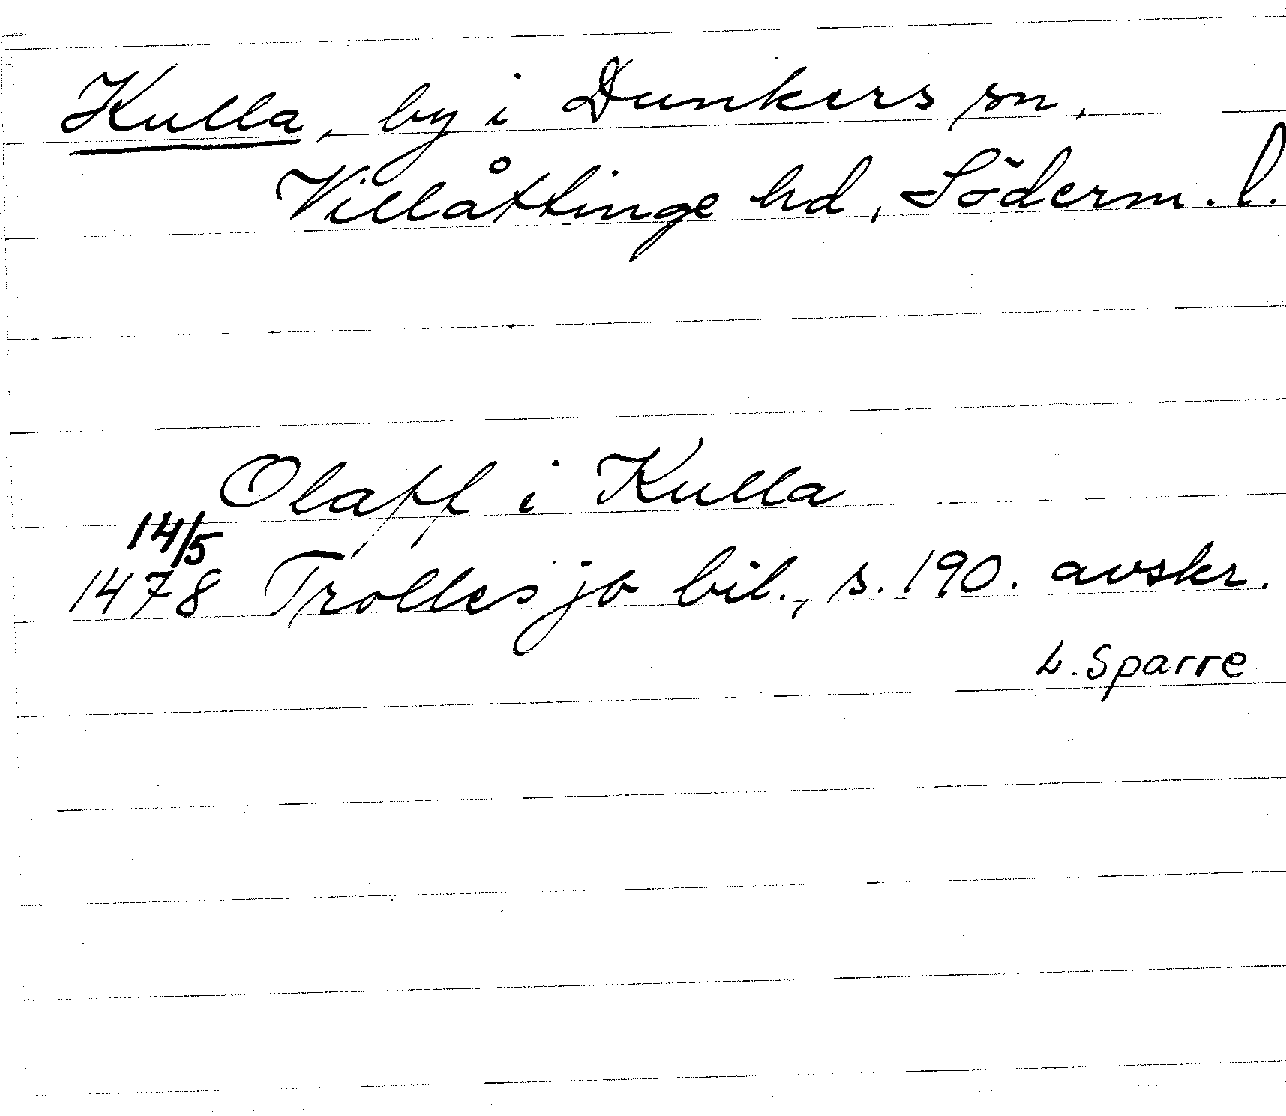 Kulla, by i Dunkers sn,
Villåttinge hd, Söderm. l.
Olaff i Kulla
14/5
1478 Trolles jb bil., s. 190. avskr.
L. Sparre